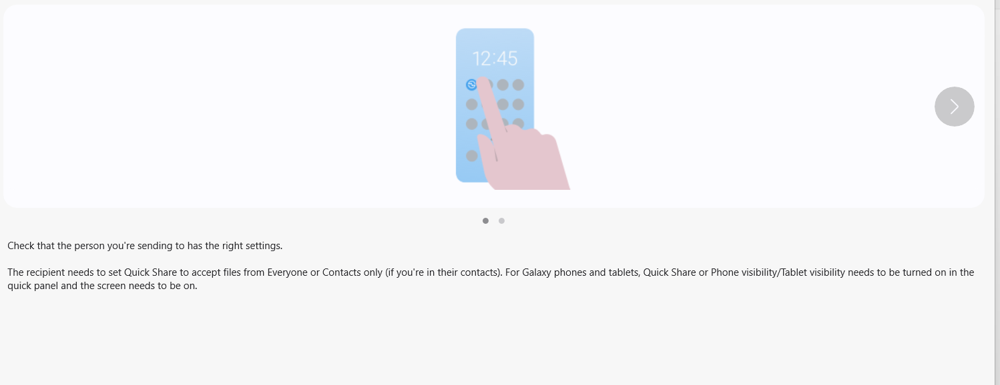 12:45
Check that the person you're sending to has the right settings.
The recipient needs to set Quick Share to accept files from Everyone or Contacts only (if you're in their contacts). For Galaxy phones and tablets, Quick Share or Phone visibility/Tablet visibility needs to be turned on in the
quick panel and the screen needs to be on.